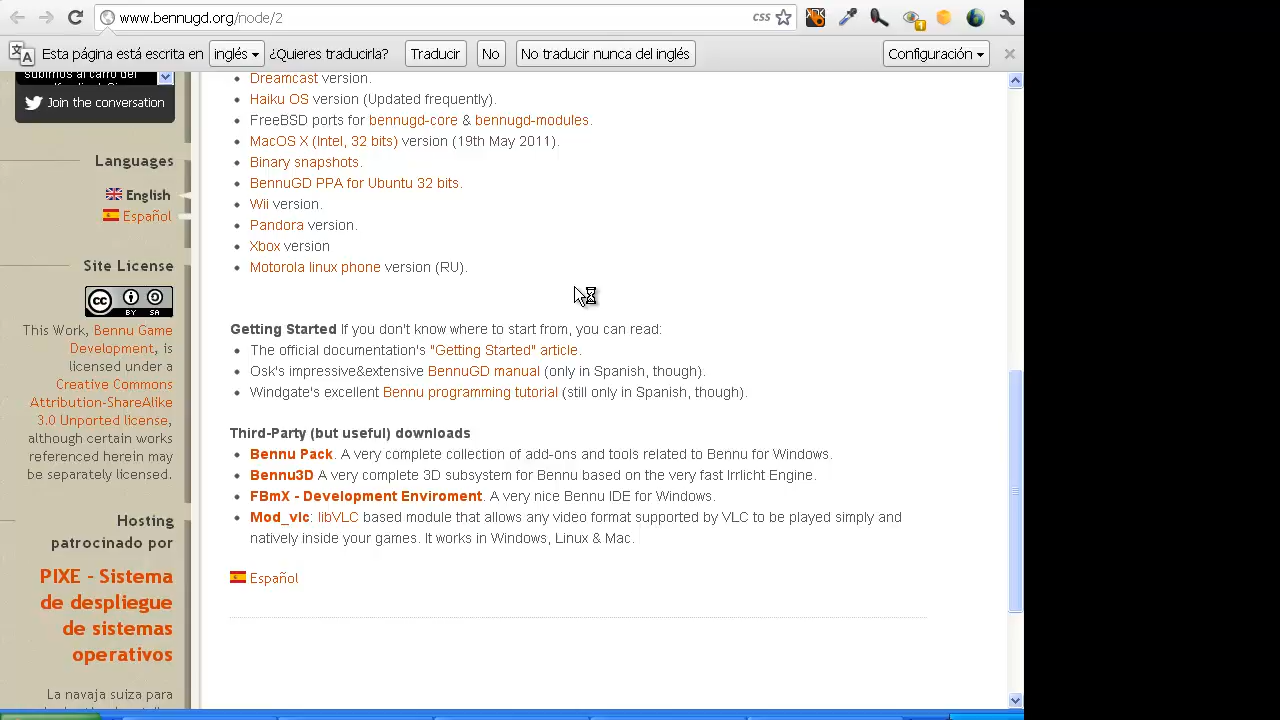 www.bennugd.org/node/2
CSS
1
Esta página está escrita en inglés ¿Quieres traducirla? Traducir No No traducir nunca del inglés Configuración
subirnos al carro del
Join the conversation
Languages
English
Español
Site License
CC BY SA
This Work, Bennu Game
Development, is
licensed under a
Creative Commons
Attribution-ShareAlike
3.0 Unported license,
although certain works
referenced herein may
be separately licensed.
Hosting
patrocinado por
PIXE - Sistema
de despliegue
de sistemas
operativos
La navaja suiza para
Dreamcast version.
Haiku OS version (Updated frequently).
FreeBSD ports for bennugd-core & bennugd-modules.
MacOS X (Intel, 32 bits) version (19th May 2011).
Binary snapshots.
BennuGD PPA for Ubuntu 32 bits.
Wii version.
Pandora version.
Xbox version
Motorola linux phone version (RU).
Getting Started If you don't know where to start from, you can read:
The official documentation's "Getting Started" article.
Osk's impressive&extensive BennuGD manual (only in Spanish, though).
Windgate's excellent Bennu programming tutorial (still only in Spanish, though).
Third-Party (but useful) downloads
Bennu Pack. A very complete collection of add-ons and tools related to Bennu for Windows.
Bennu3D A very complete 3D subsystem for Bennu based on the very fast Irrlicht Engine.
FBmX - Development Enviroment. A very nice Bennu IDE for Windows.
Mod_vlc: libVLC based module that allows any video format supported by VLC to be played simply and
natively inside your games. It works in Windows, Linux & Mac.
Español